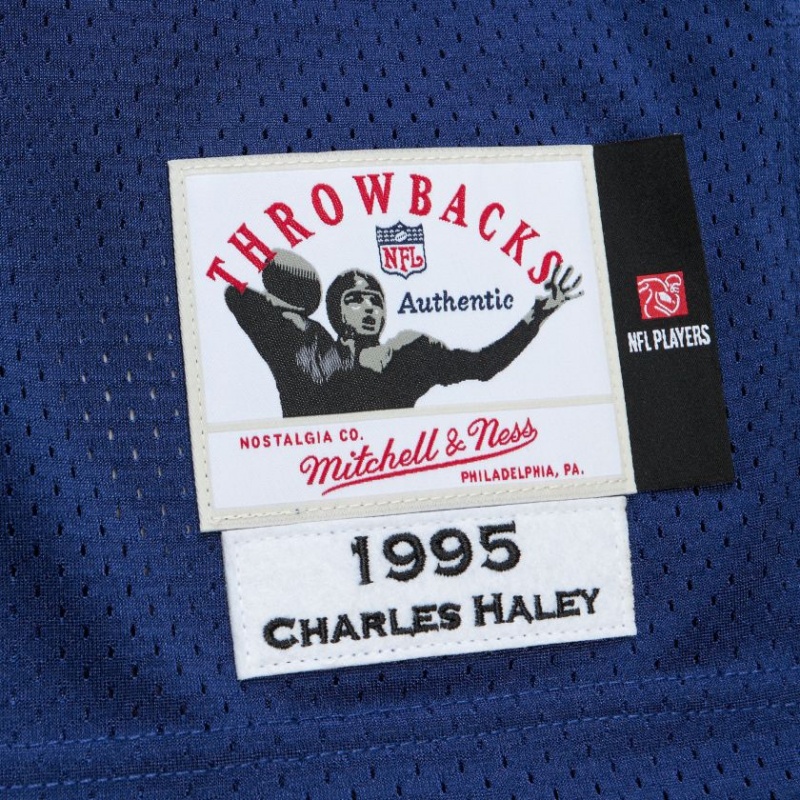 THROWBACKS
NFL
Authentic
NFL PLAYERS
NOSTALGIA CO.
Mitchell & Ness
PHILADELPHIA, PA.
1995
CHARLES HALEY